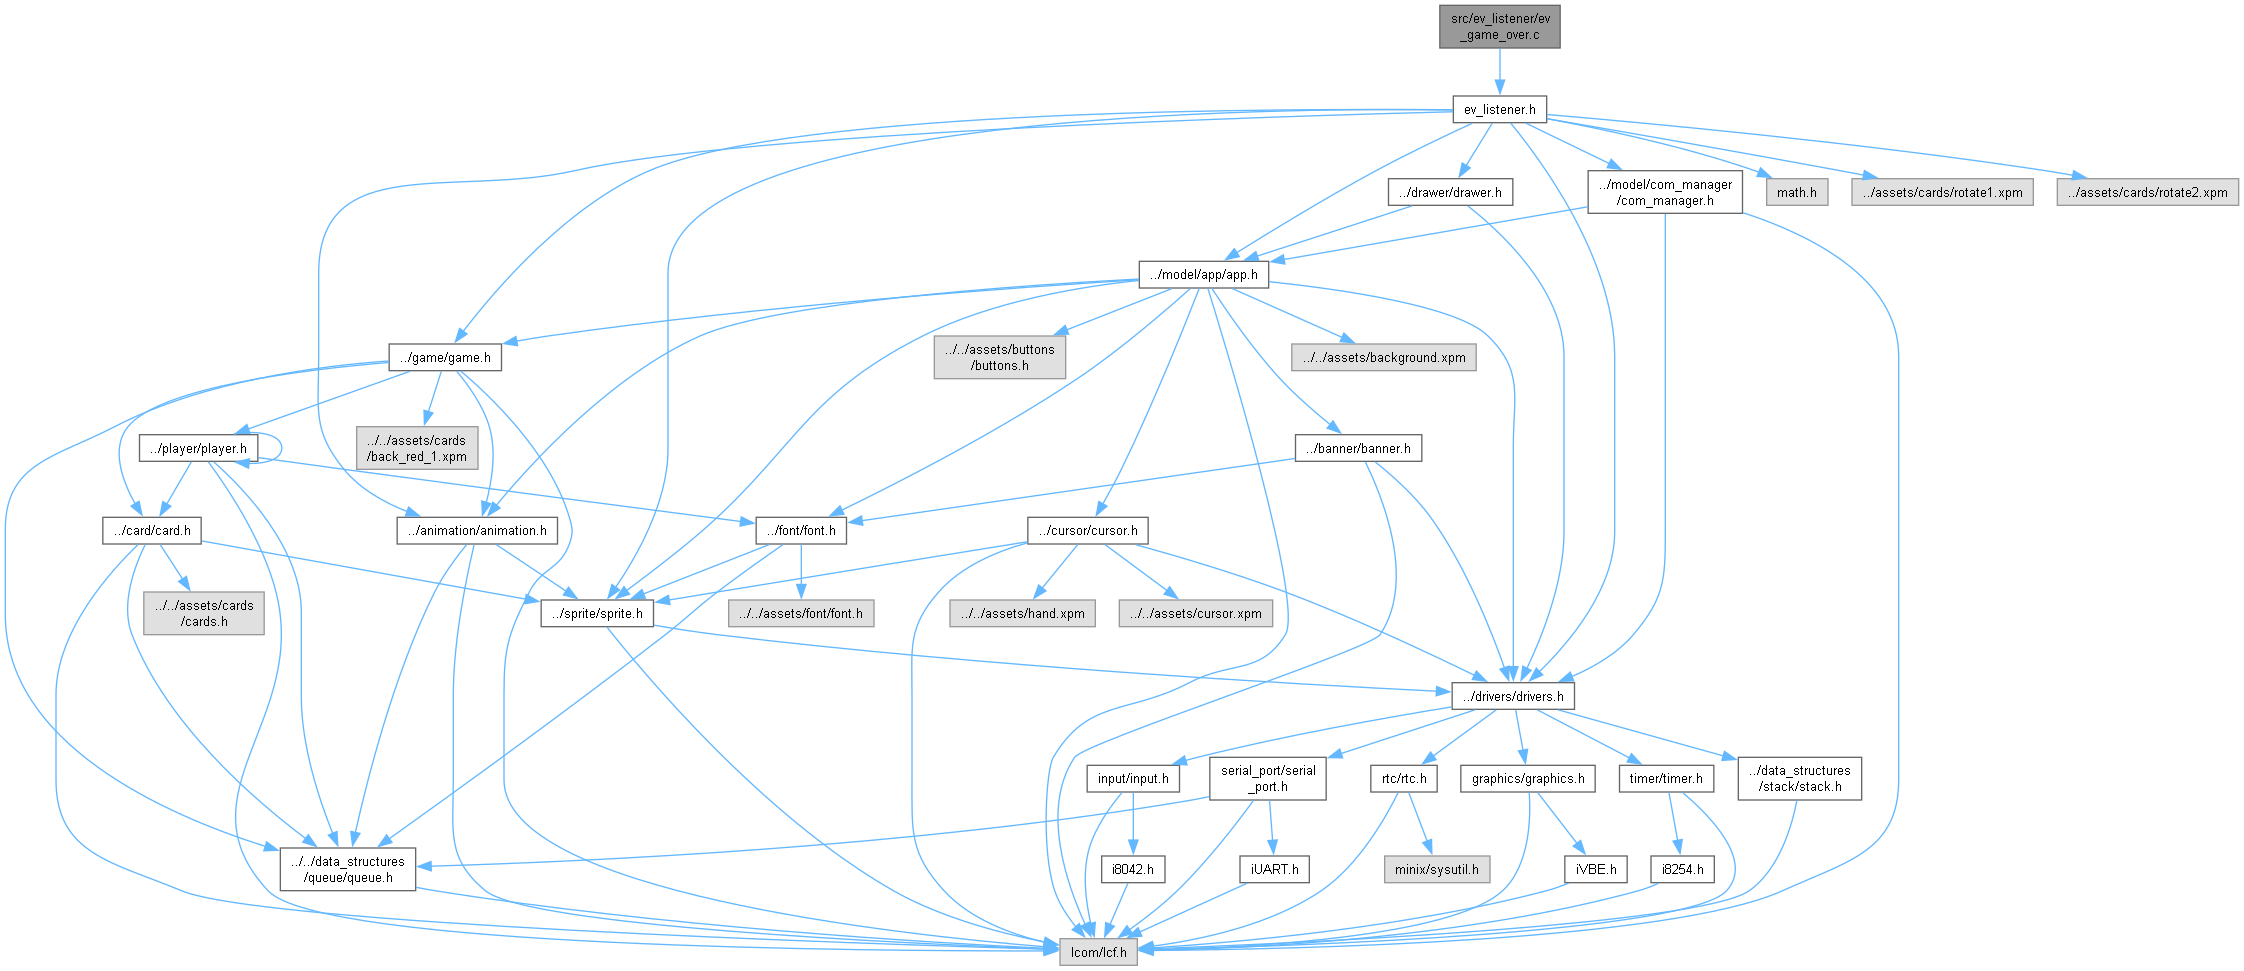 src/ev_listener/ev
_game_over.c
ev_listener.h
../drawer/drawer.h
../model/com_manager
/com_manager.h
math.h
../assets/cards/rotate1.xpm
../assets/cards/rotate2.xpm
../model/app/app.h
../game/game.h
../../assets/buttons
/buttons.h
../../assets/background.xpm
../player/player.h
../../assets/cards
/back_red_1.xpm
../banner/banner.h
../card/card.h
../animation/animation.h
../font/font.h
../cursor/cursor.h
../../assets/cards
/cards.h
../sprite/sprite.h
../../assets/font/font.h
../../assets/hand.xpm
../../assets/cursor.xpm
../drivers/drivers.h
input/input.h
serial_port/serial
_port.h
rtc/rtc.h
graphics/graphics.h
timer/timer.h
../data_structures
/stack/stack.h
../../data_structures
/queue/queue.h
i8042.h
iUART.h
minix/sysutil.h
iVBE.h
i8254.h
lcom/lcf.h